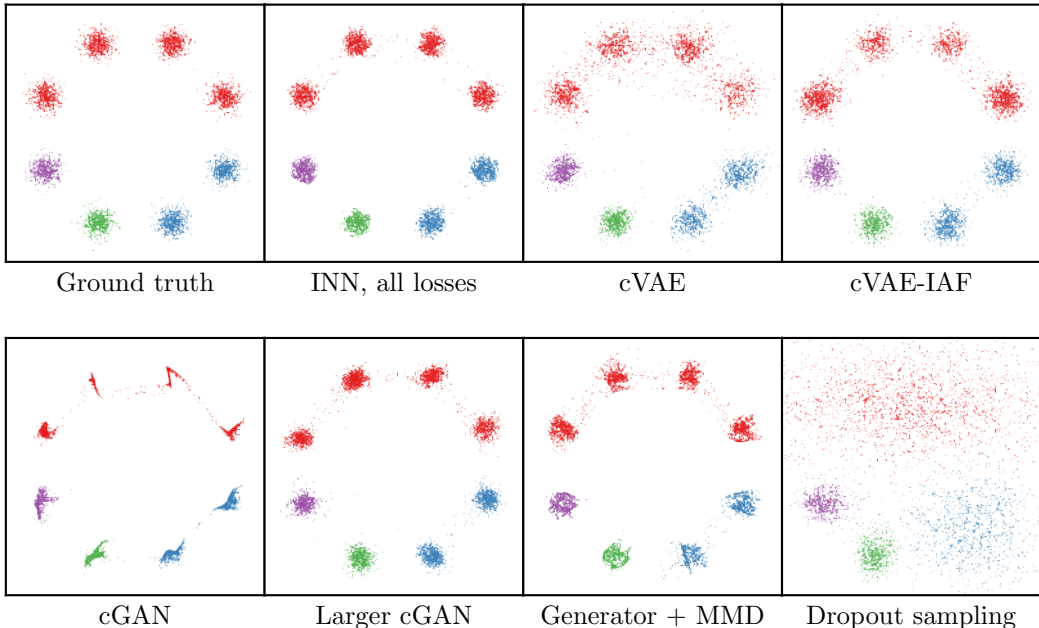 Ground truth
INN, all losses
cVAE
cVAE-IAF
cGAN
Larger cGAN
Generator + MMD
Dropout sampling